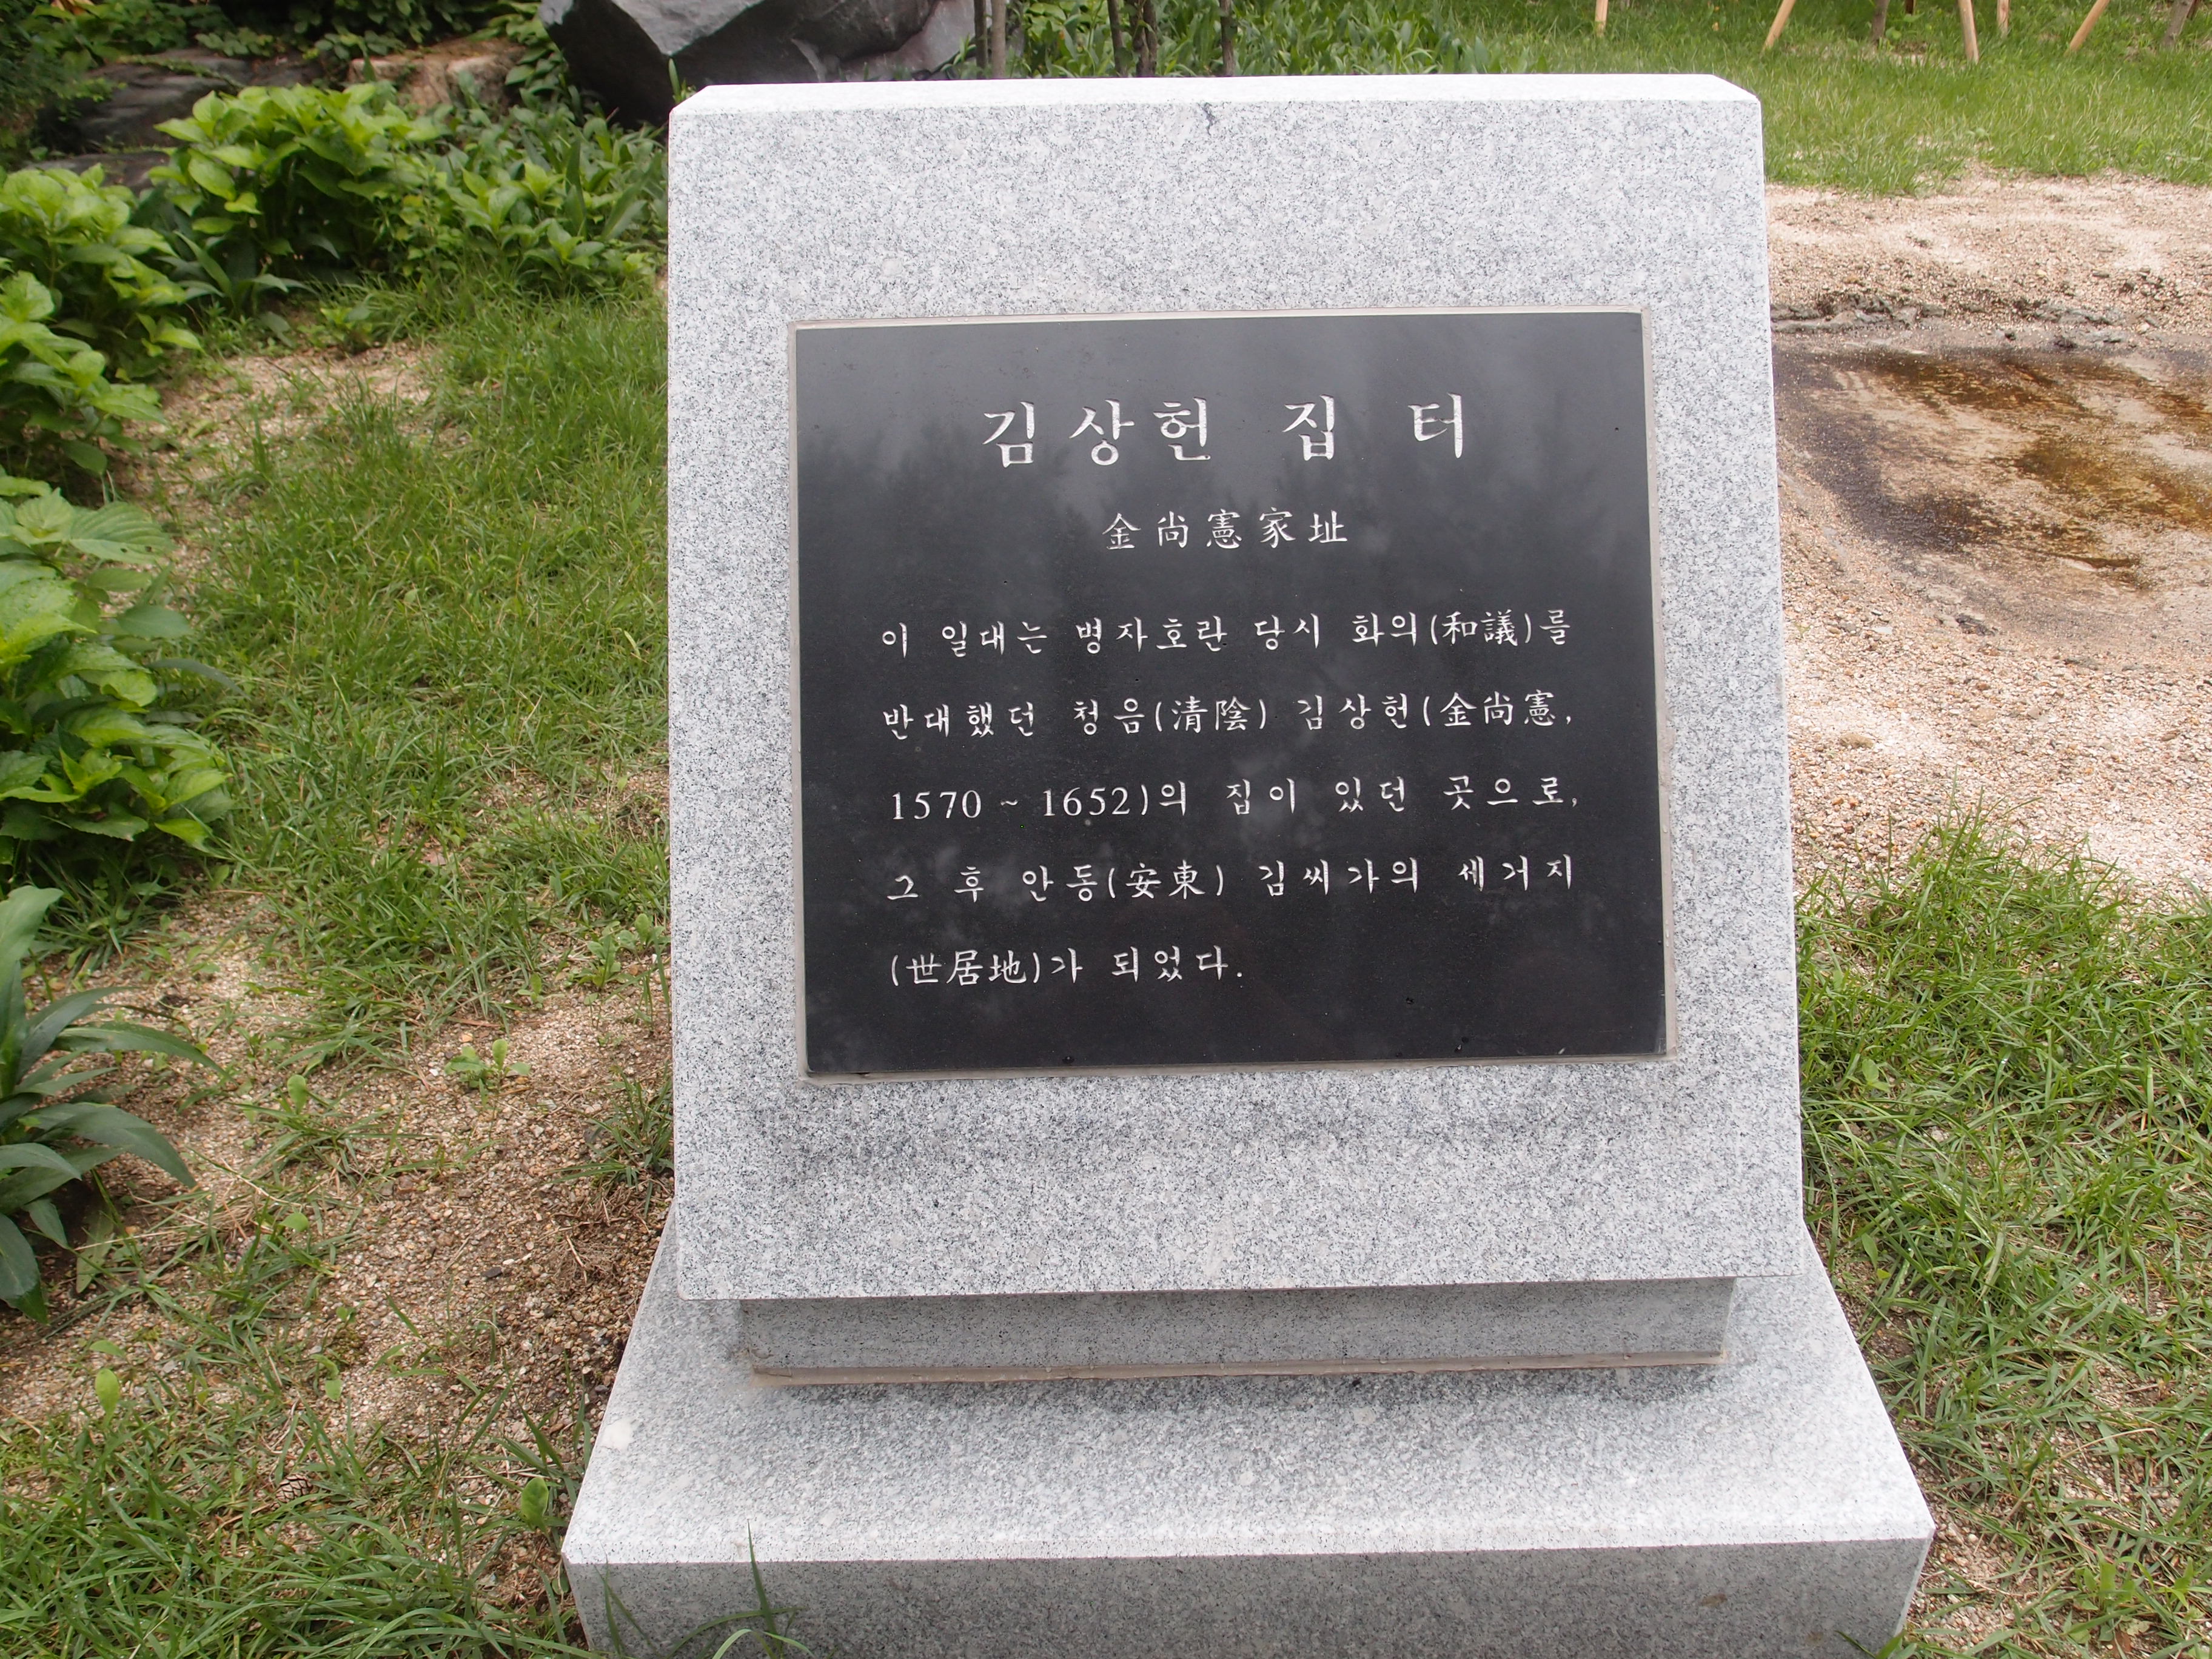 김상헌 집 터
金尚憲家址
이 일대는 병자호란 당시 화의(和議)를
반대했던 청음(清陰) 김상헌(金尚憲,
1570 ~ 1652)의 집이 있던 곳으로,
그 후 안동(安東) 김씨가의 세거지
(世居地)가 되었다.